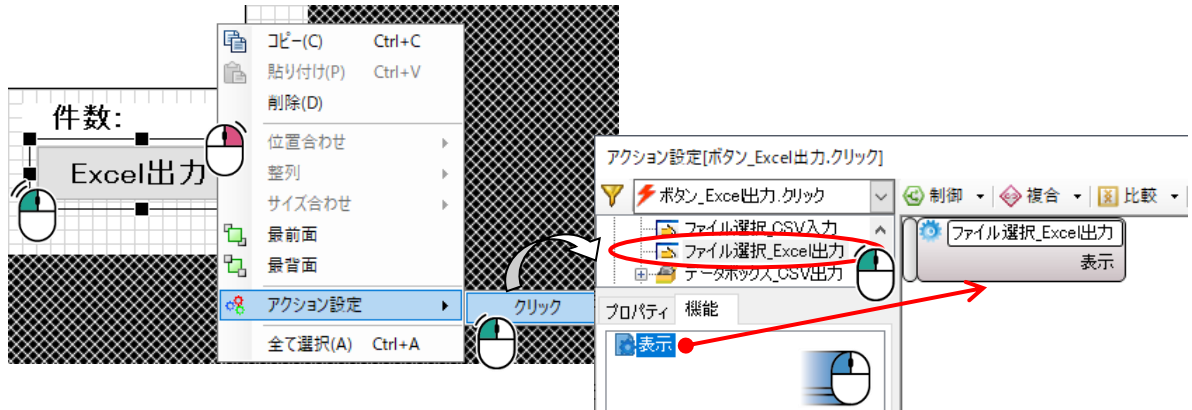 件数:
Excel出力
コピー(C) Ctrl+C
貼り付け(P) Ctrl+V
削除(D)
位置合わせ
整列
サイズ合わせ
最前面
最背面
アクション設定
全て選択(A) Ctrl+A
クリック
アクション設定[ボタン_Excel出力.クリック]
ボタン_Excel出力.クリック
制御 複合 比較
ファイル選択_CSV入力
ファイル選択_Excel出力
データボックス_CSV出力
プロパティ 機能
表示
ファイル選択_Excel出力
表示